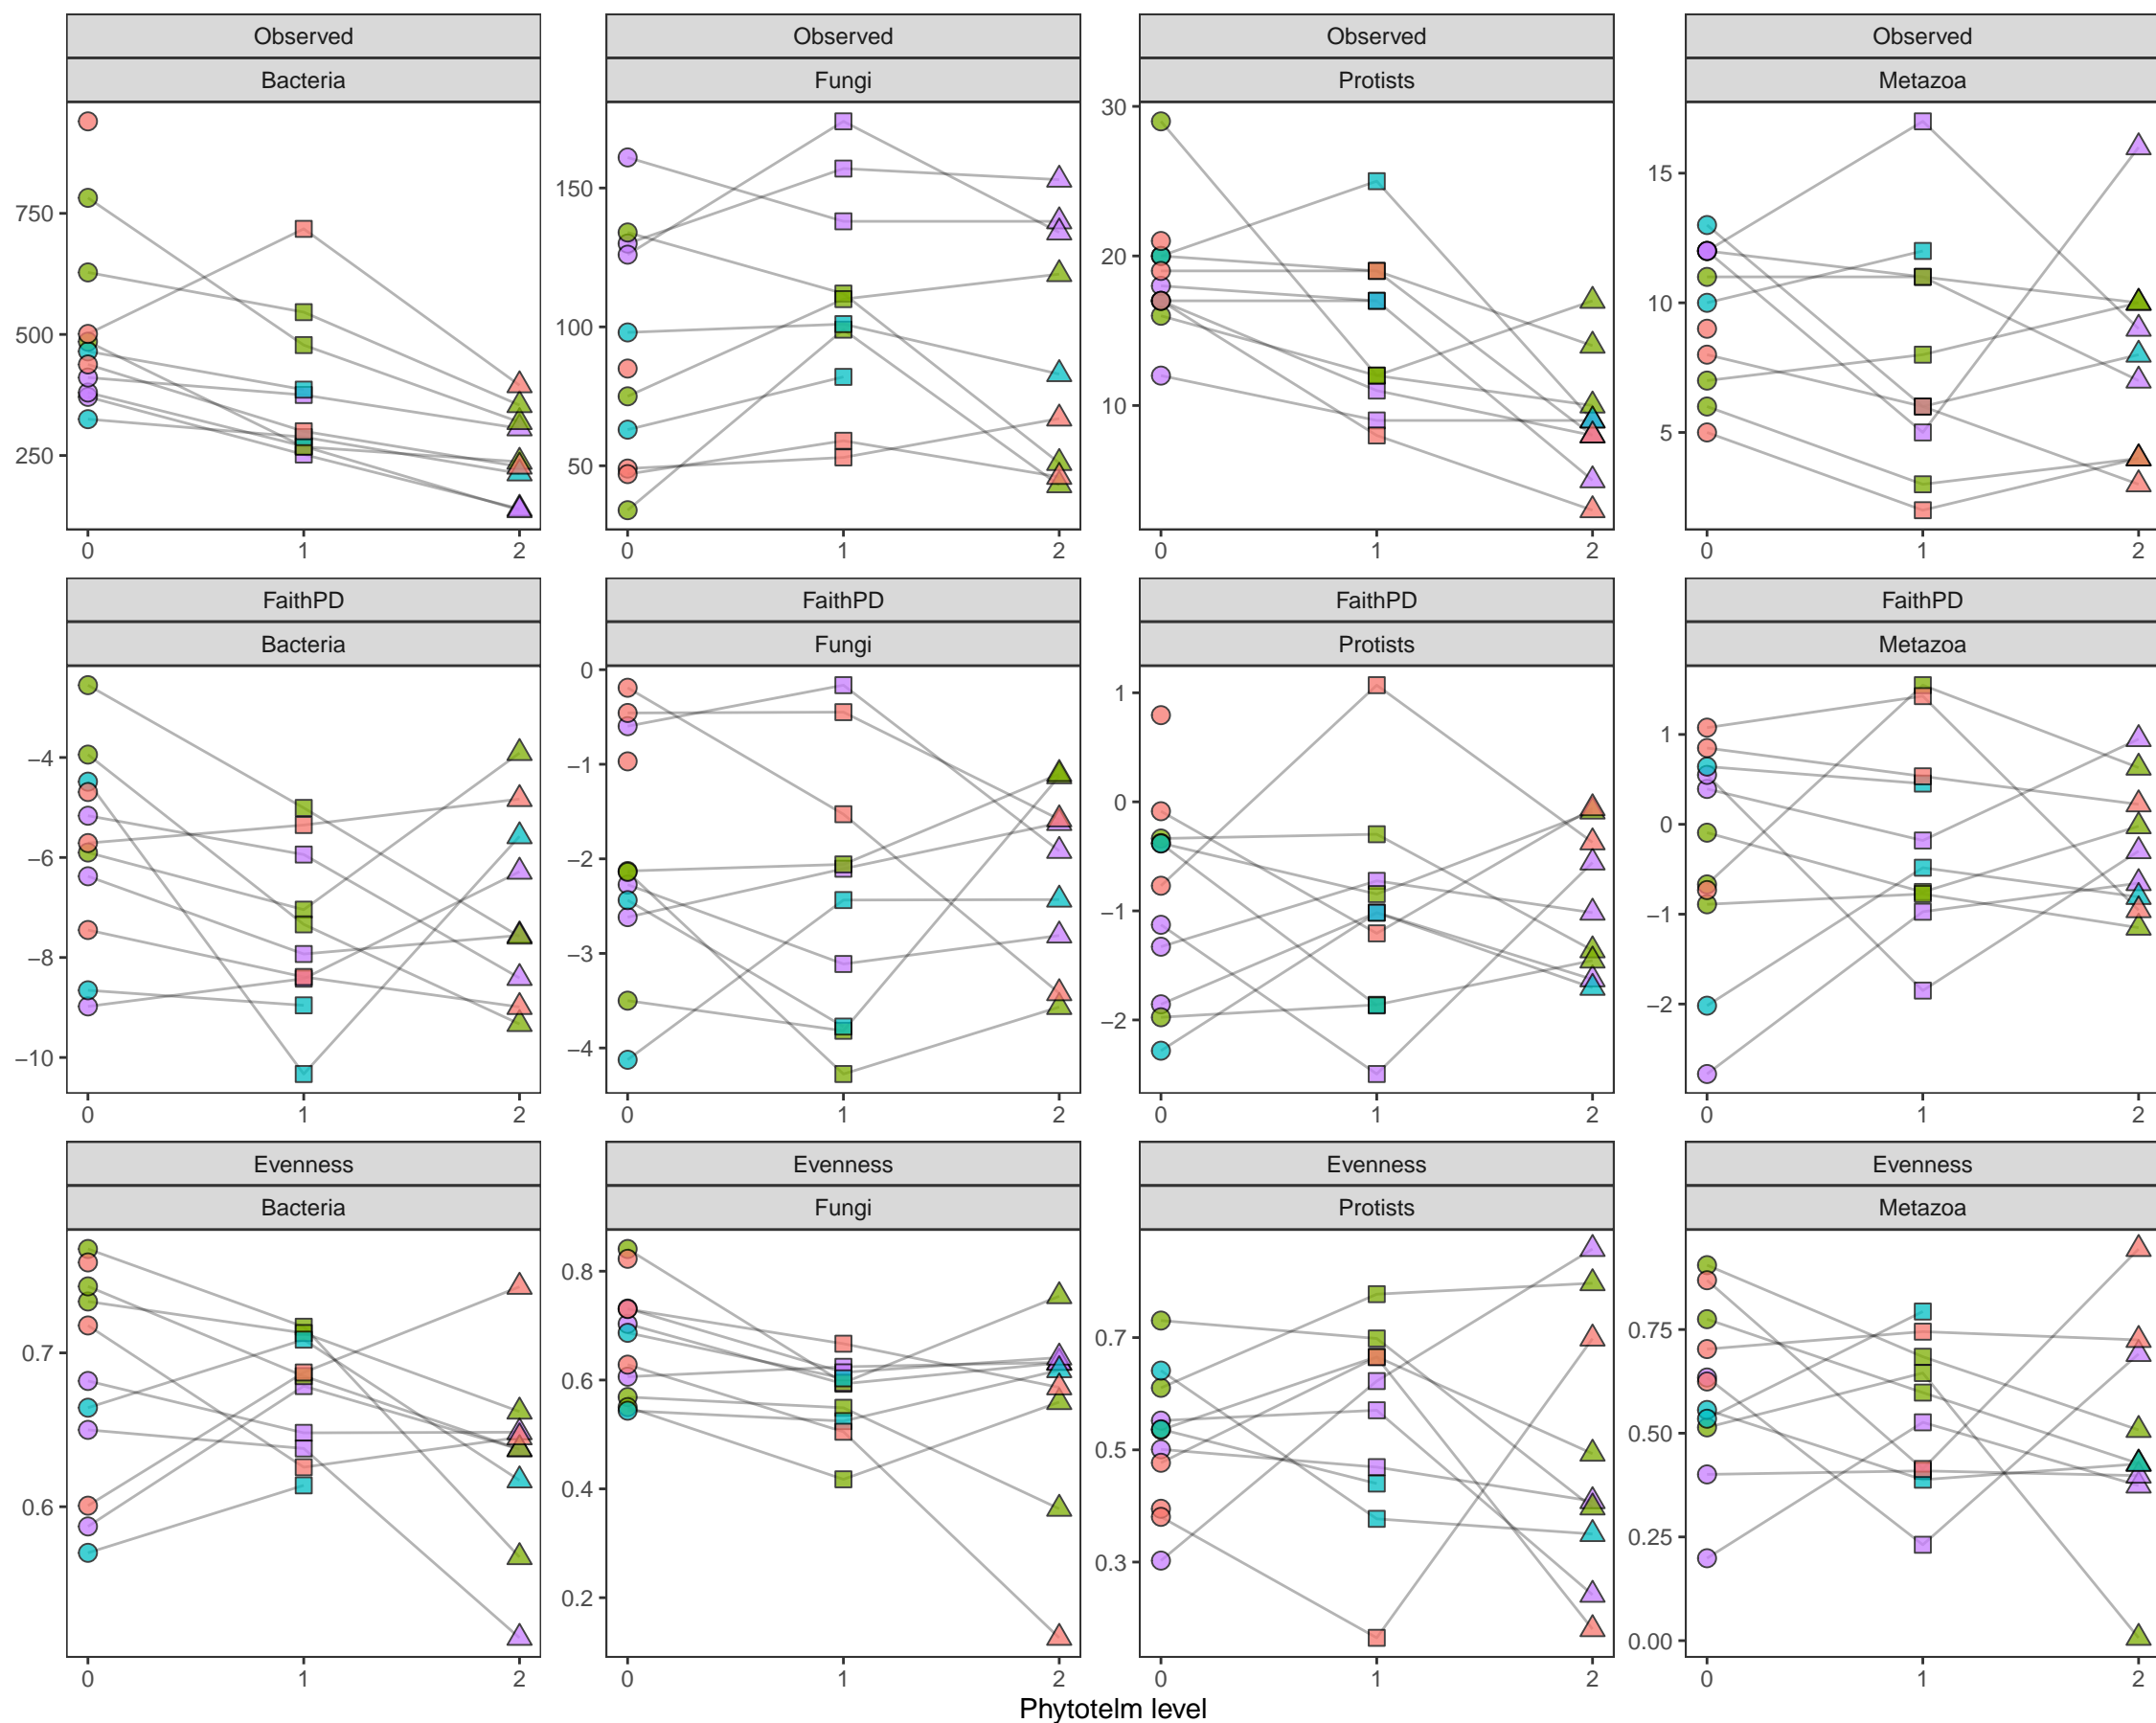 Observed Observed Observed Observed
Bacteria Fungi Protists Metazoa
750
500
250
0 1 2
150
100
50
0 1 2
30
20
10
0 1 2
15
10
5
0 1 2
FaithPD FaithPD FaithPD FaithPD
Bacteria Fungi Protists Metazoa
−4
−6
−8
−10
0 1 2
0
−1
−2
−3
−4
0 1 2
1
0
−1
−2
0 1 2
1
0
−1
−2
0 1 2
Evenness Evenness Evenness Evenness
Bacteria Fungi Protists Metazoa
0.7
0.6
0 1 2
0.8
0.6
0.4
0.2
0 1 2
0.7
0.5
0.3
0 1 2
0.75
0.50
0.25
0.00
0 1 2
Phytotelm level